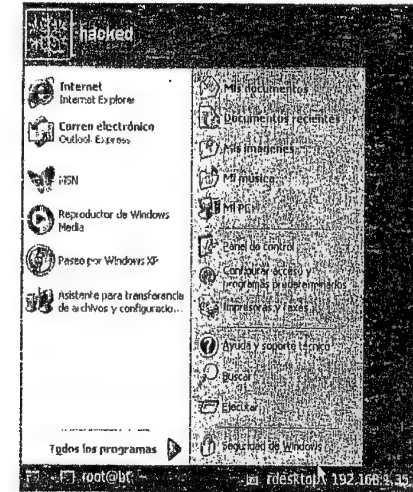 hacked
Internet
Internet Explorer
Correo electrónico
Outlook Express
MSN
Reproductor de Windows
Media
Paseo por Windows XP
Asistente para transferencia
de archivos y configuracio...
Todos los programas
Mis documentos
Documentos recientes
Mis imágenes
Mi música
Mi PC
Panel de control
Configurar acceso y
programas predeterminados
Impresoras y faxes
Ayuda y soporte técnico
Buscar
Ejecutar
Seguridad de Windows
root@bt: ~
rdesktop 192.168.1.35